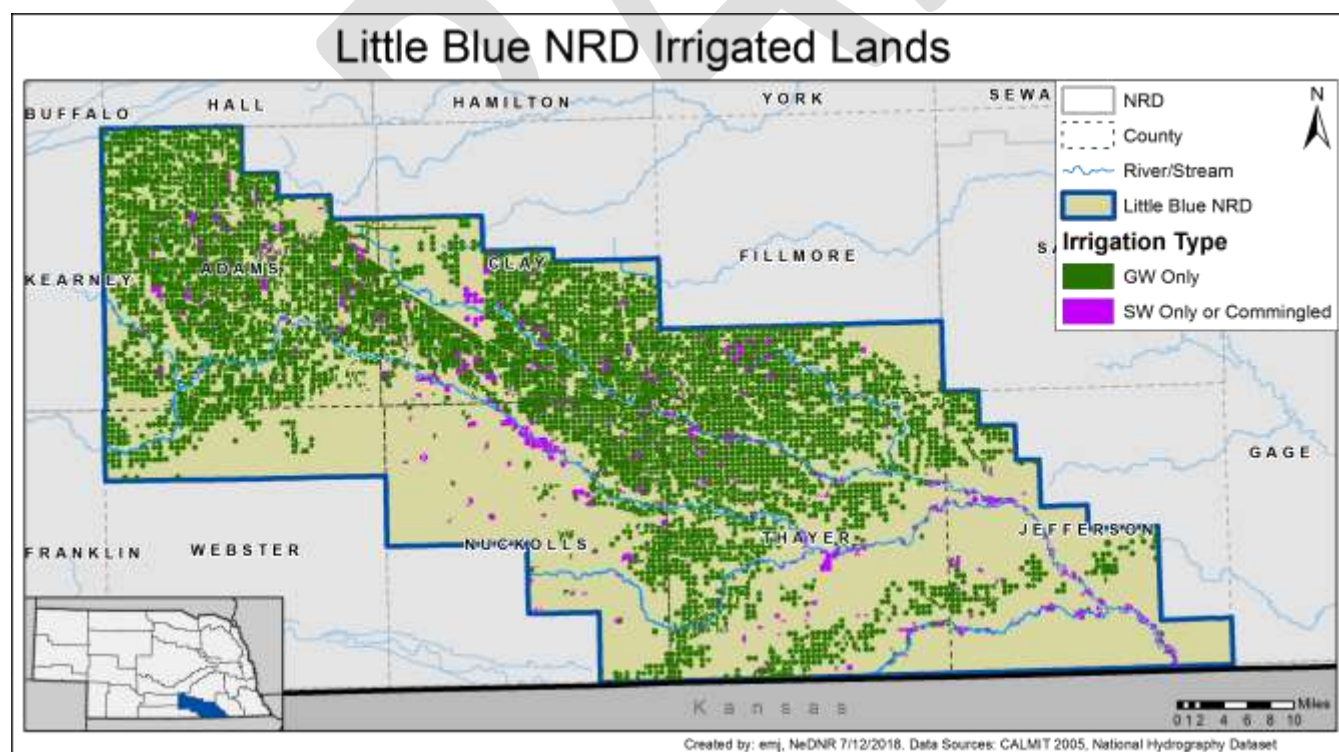 Little Blue NRD Irrigated Lands
BUFFALO
HALL
HAMILTON
YORK
SEWA
N
NRD
County
River/Stream
Little Blue NRD
Irrigation Type
GW Only
SW Only or Commingled
KEARNEY
ADAMS
CLAY
FILLMORE
SA
GAGE
FRANKLIN
WEBSTER
NUCKOLLS
THAYER
JEFFERSON
Kansas
Miles
0 1 2 4 6 8 10
Created by: emj, NeDNR 7/12/2018. Data Sources: CALMIT 2005, National Hydrography Dataset